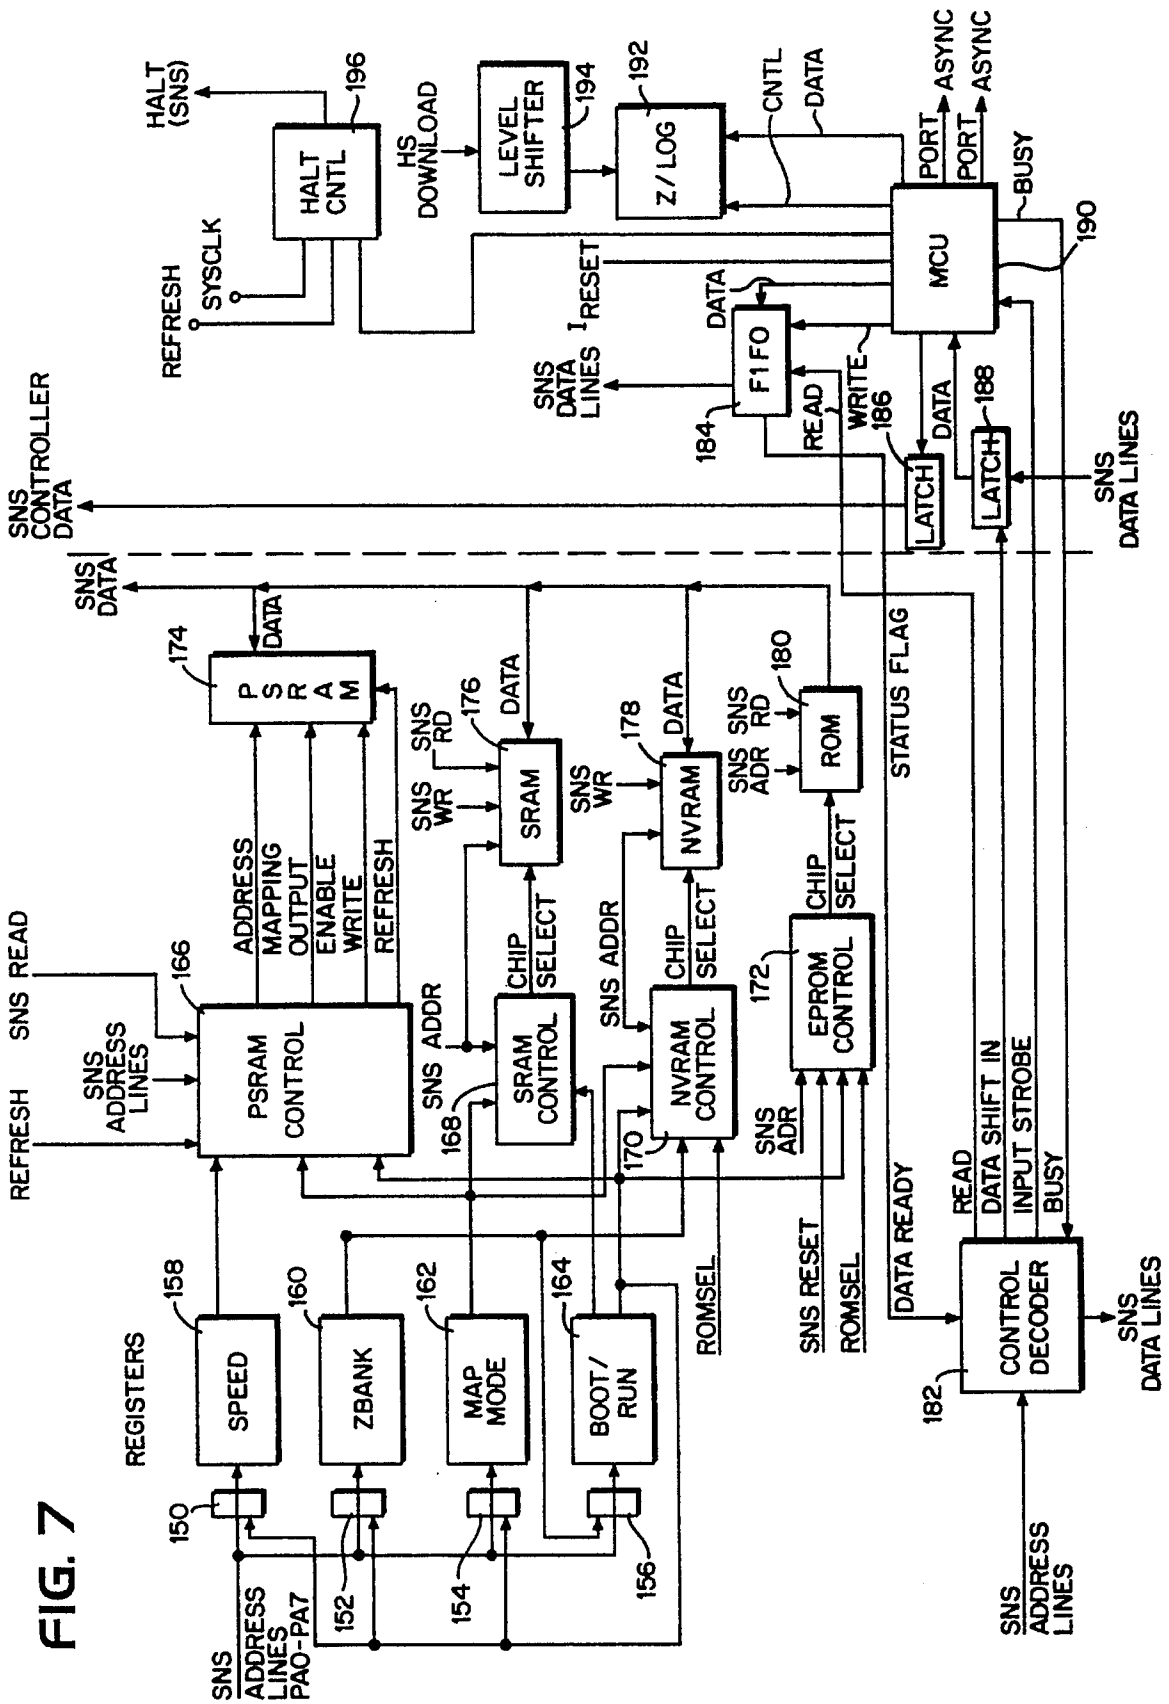 FIG. 7
SNS
ADDRESS
LINES
PA0-PA7
REGISTERS
150
152
154
156
SPEED
158
ZBANK
160
MAP
MODE
162
BOOT/
RUN
164
REFRESH
SNS READ
SNS
ADDRESS
LINES
PSRAM
CONTROL
166
ADDRESS
MAPPING
OUTPUT
ENABLE
WRITE
REFRESH
PSRAM
174
DATA
SNS
DATA
SNS ADDR
168
SRAM
CONTROL
CHIP
SELECT
SNS
WR
SNS
RD
SRAM
176
DATA
SNS ADDR
170
NVRAM
CONTROL
ROMSEL
CHIP
SELECT
SNS
WR
NVRAM
178
DATA
SNS
ADR
SNS RESET
ROMSEL
EPROM
CONTROL
172
CHIP
SELECT
SNS
ADR
SNS
RD
ROM
180
SNS
CONTROLLER
DATA
REFRESH
SYSCLK
HALT
CNTL
196
HALT
(SNS)
HS
DOWNLOAD
LEVEL
SHIFTER
194
Z/LOG
192
CNTL
DATA
SNS
DATA
LINES
I RESET
F1F0
184
DATA
READ
WRITE
LATCH
186
DATA
LATCH
188
SNS
DATA LINES
MCU
190
PORT
ASYNC
PORT
ASYNC
BUSY
STATUS FLAG
DATA READY
READ
DATA SHIFT IN
INPUT STROBE
BUSY
CONTROL
DECODER
182
SNS
ADDRESS
LINES
SNS
DATA LINES